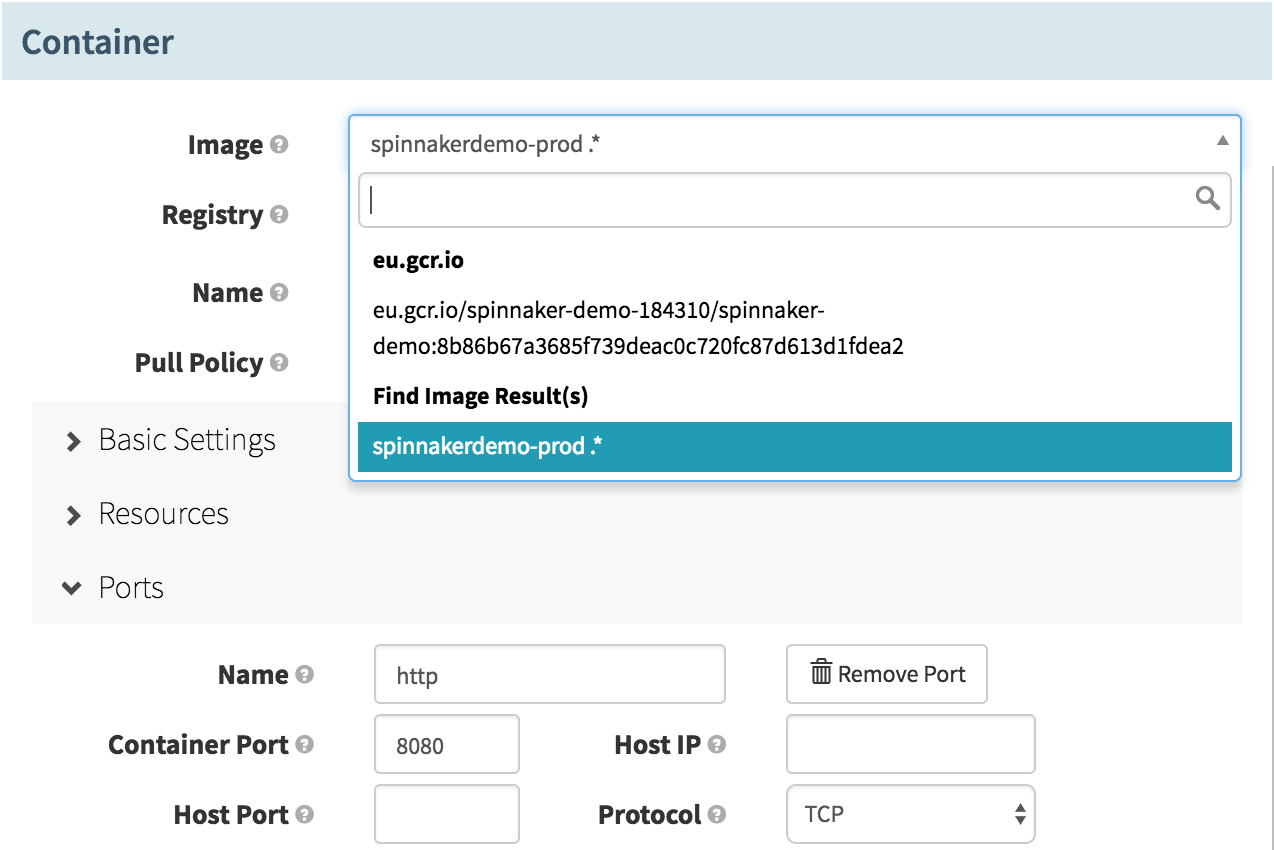 Container
Image
spinnakerdemo-prod .*
Registry
eu.gcr.io
Name
eu.gcr.io/spinnaker-demo-184310/spinnaker-
demo:8b86b67a3685f739deac0c720fc87d613d1fdea2
Pull Policy
Find Image Result(s)
Basic Settings
spinnakerdemo-prod .*
Resources
Ports
Name
http
Remove Port
Container Port
8080
Host IP
Host Port
Protocol
TCP